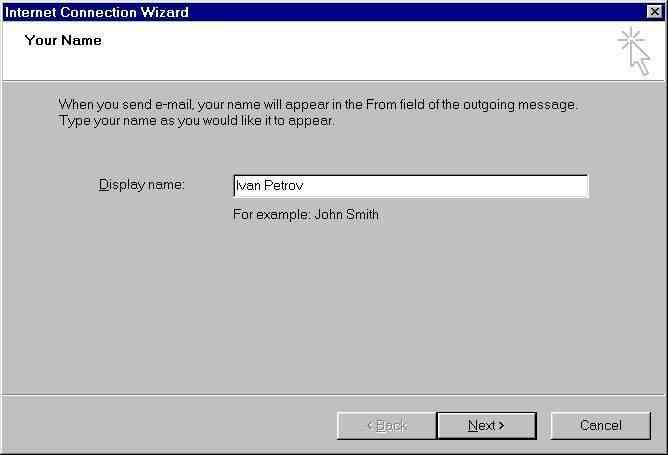 Internet Connection Wizard
Your Name
When you send e-mail, your name will appear in the From field of the outgoing message.
Type your name as you would like it to appear.
Display name: Ivan Petrov
For example: John Smith
< Back Next > Cancel